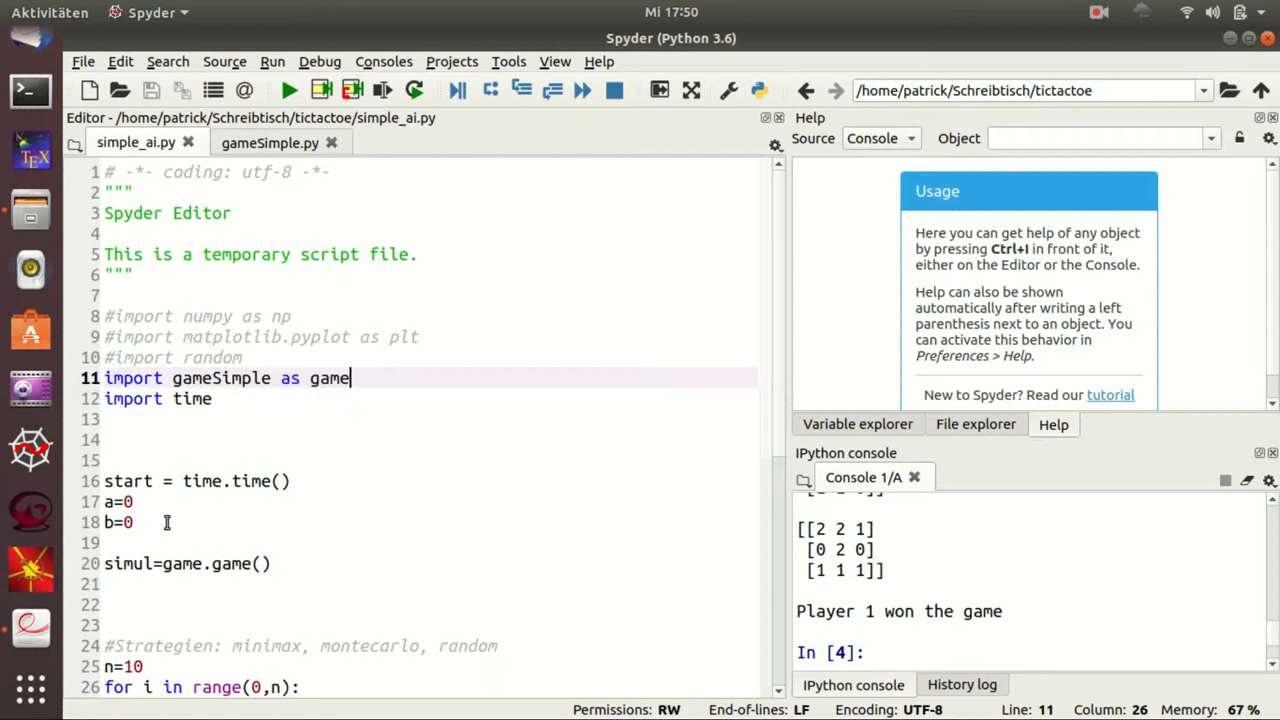 Aktivitäten
Spyder
Mi 17:50
Spyder (Python 3.6)
File Edit Search Source Run Debug Consoles Projects Tools View Help
/home/patrick/Schreibtisch/tictactoe
Editor - /home/patrick/Schreibtisch/tictactoe/simple_ai.py
simple_ai.py
gameSimple.py
1 # -*- coding: utf-8 -*-
2 """
3 Spyder Editor
4
5 This is a temporary script file.
6 """
7
8 #import numpy as np
9 #import matplotlib.pyplot as plt
10 #import random
11 import gameSimple as game
12 import time
13
14
15
16 start = time.time()
17 a=0
18 b=0
19
20 simul=game.game()
21
22
23
24 #Strategien: minimax, montecarlo, random
25 n=10
26 for i in range(0,n):
Help
Source Console Object
Usage
Here you can get help of any object
by pressing Ctrl+I in front of it,
either on the Editor or the Console.
Help can also be shown
automatically after writing a left
parenthesis next to an object. You
can activate this behavior in
Preferences > Help.
New to Spyder? Read our tutorial
Variable explorer File explorer Help
IPython console
Console 1/A
[[2 2 1]
[0 2 0]
[1 1 1]]
Player 1 won the game
In [4]:
IPython console History log
Permissions: RW End-of-lines: LF Encoding: UTF-8 Line: 11 Column: 26 Memory: 67 %